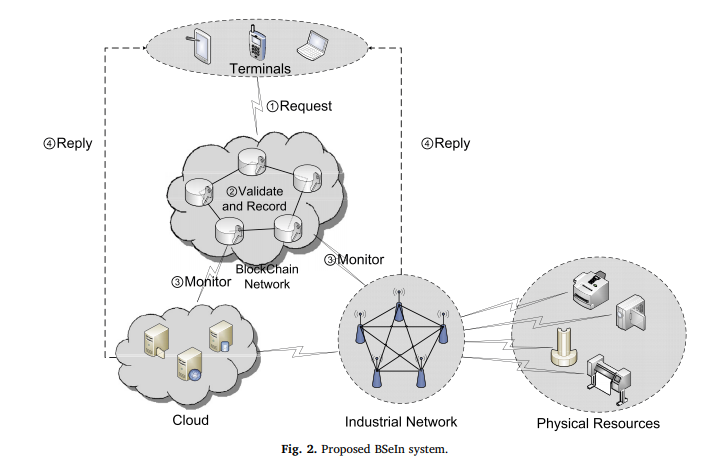 Terminals
①Request
④Reply
④Reply
②Validate
and Record
③Monitor
BlockChain
Network
③Monitor
Cloud
Industrial Network
Physical Resources
Fig. 2. Proposed BSeIn system.